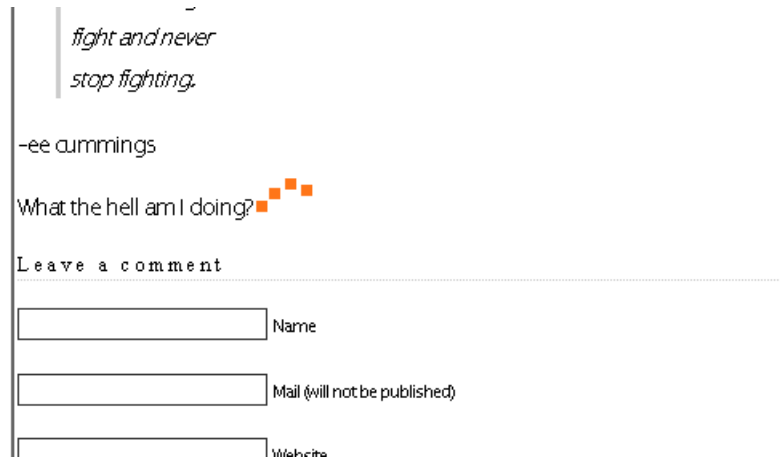 fight and never
stop fighting.
-ee cummings
What the hell am I doing?
Leave a comment
Name
Mail (will not be published)
Website